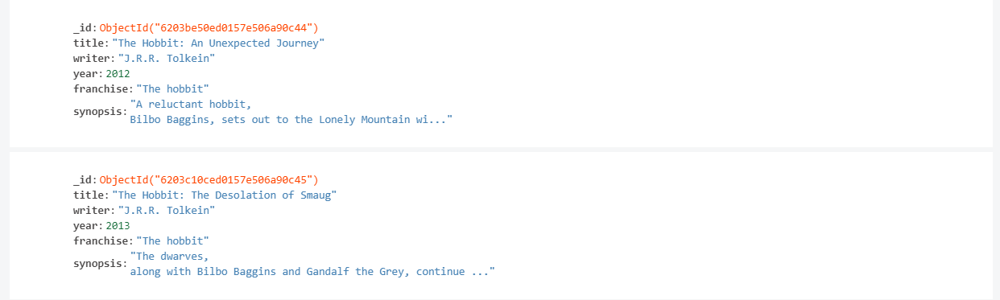 _id: ObjectId("6203be50ed0157e506a90c44")
title: "The Hobbit: An Unexpected Journey"
writer: "J.R.R. Tolkein"
year: 2012
franchise: "The hobbit"
synopsis: "A reluctant hobbit,
Bilbo Baggins, sets out to the Lonely Mountain wi..."
_id: ObjectId("6203c10ced0157e506a90c45")
title: "The Hobbit: The Desolation of Smaug"
writer: "J.R.R. Tolkein"
year: 2013
franchise: "The hobbit"
synopsis: "The dwarves,
along with Bilbo Baggins and Gandalf the Grey, continue ..."